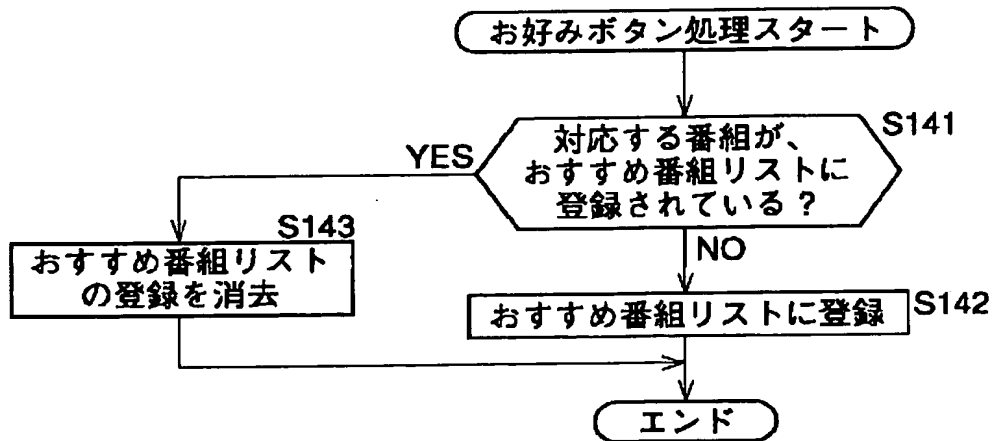 お好みボタン処理スタート
S141
対応する番組が、
おすすめ番組リストに
登録されている?
YES
NO
S143
おすすめ番組リスト
の登録を消去
おすすめ番組リストに登録
S142
エンド